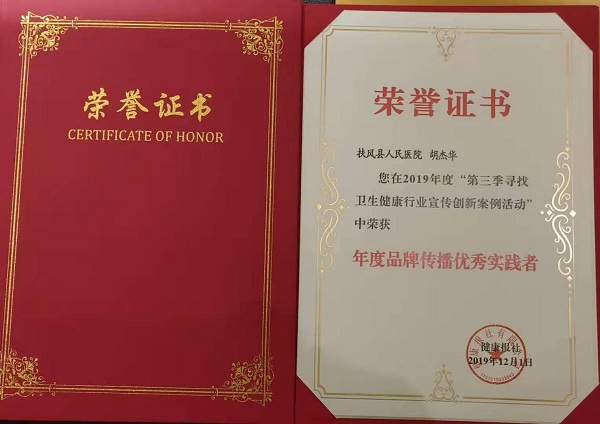 荣誉证书
CERTIFICATE OF HONOR
荣誉证书
扶风县人民医院 胡杰华
您在2019年度“第三季寻找
卫生健康行业宣传创新案例活动”
中荣获
年度品牌传播优秀实践者
健康报社
2019年12月1日